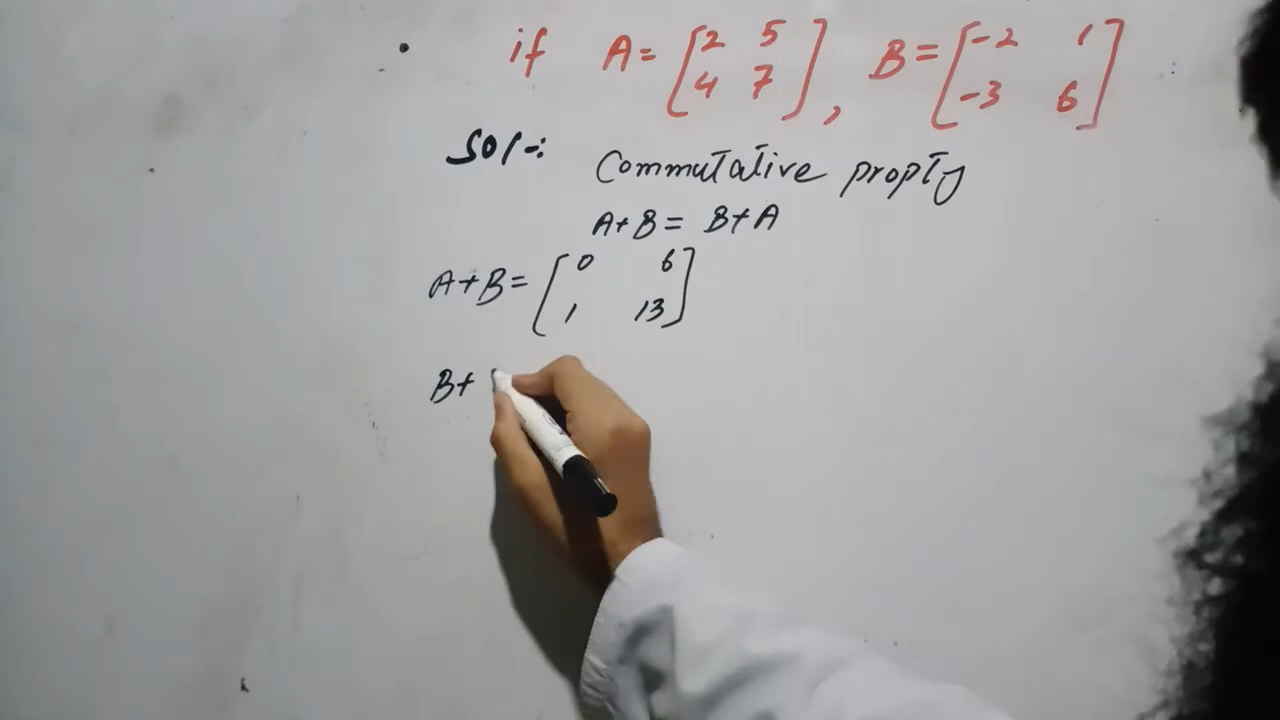 if A = [2 5 4 7], B = [-2 1 -3 6]
Sol-: Commutative propty
A+B = B+A
A+B = [0 6 1 13]
B+